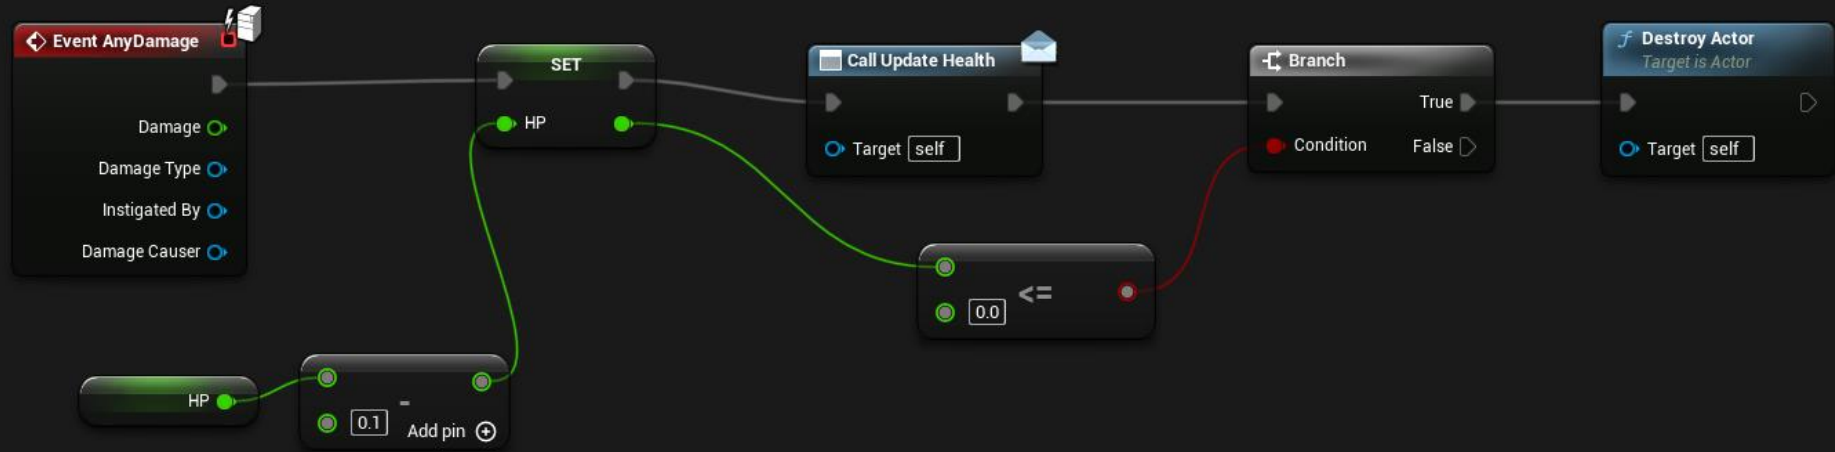 Event AnyDamage
Damage
Damage Type
Instigated By
Damage Causer
SET
HP
Call Update Health
Target self
Branch
True
Condition False
Destroy Actor
Target is Actor
Target self
<=
0.0
HP
-
0.1
Add pin